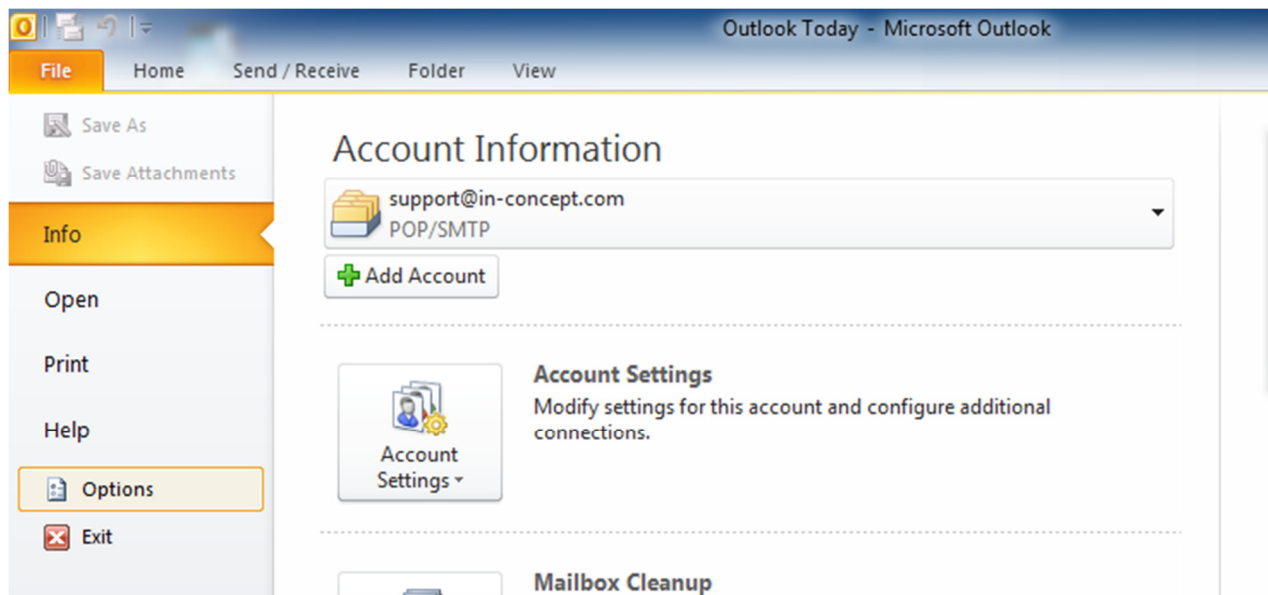 Outlook Today - Microsoft Outlook
File Home Send / Receive Folder View
Save As
Save Attachments
Info
Open
Print
Help
Options
Exit
Account Information
support@in-concept.com
POP/SMTP
Add Account
Account Settings
Account Settings
Modify settings for this account and configure additional
connections.
Mailbox Cleanup